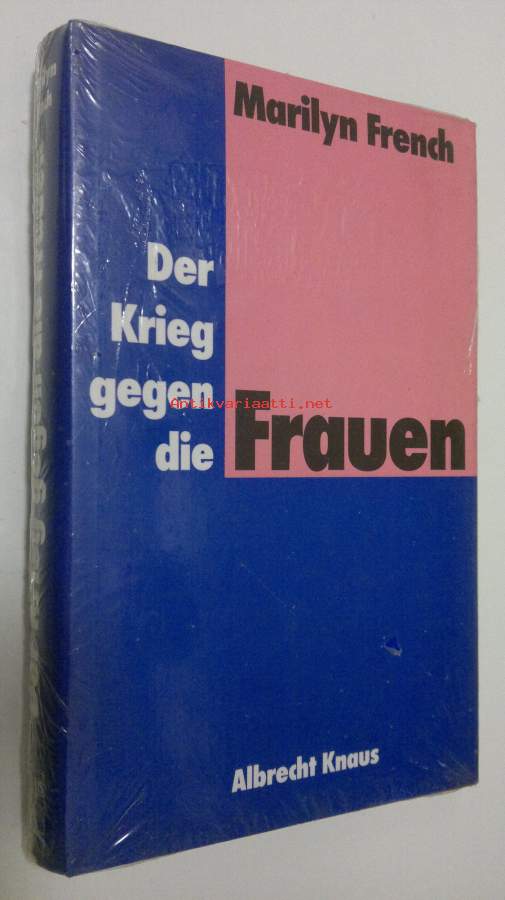 Marilyn French
Der
Krieg
gegen
die Frauen
Antikvariaatti.net
Albrecht Knaus